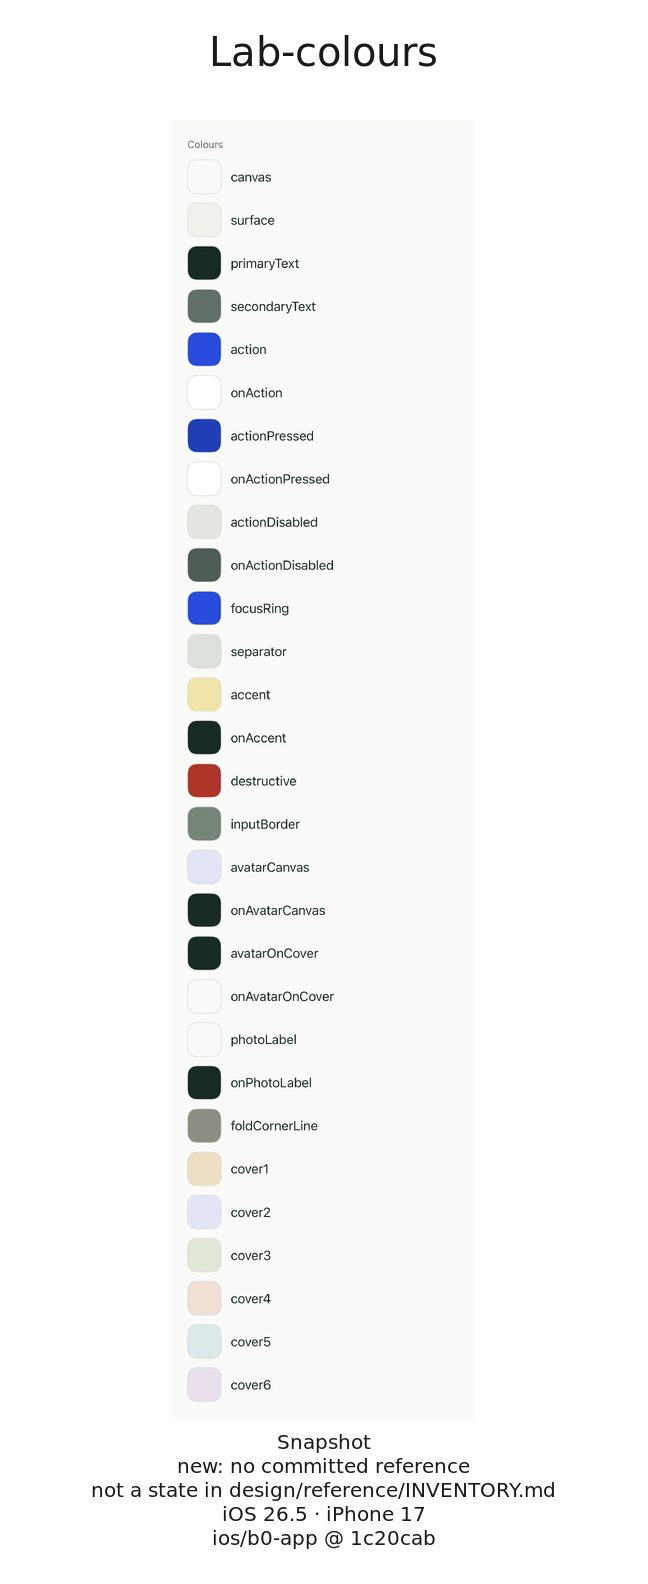 Lab-colours
Colours
canvas
surface
primaryText
secondaryText
action
onAction
actionPressed
onActionPressed
actionDisabled
onActionDisabled
focusRing
separator
accent
onAccent
destructive
inputBorder
avatarCanvas
onAvatarCanvas
avatarOnCover
onAvatarOnCover
photoLabel
onPhotoLabel
foldCornerLine
cover1
cover2
cover3
cover4
cover5
cover6
Snapshot
new: no committed reference
not a state in design/reference/INVENTORY.md
iOS 26.5 · iPhone 17
ios/b0-app @ 1c20cab